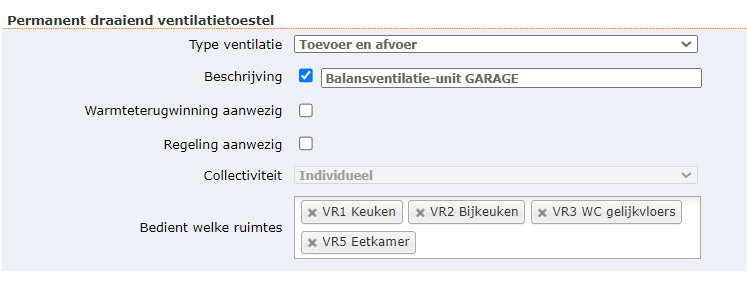 Permanent draaiend ventilatietoestel
Type ventilatie Toevoer en afvoer
Beschrijving Balansventilatie-unit GARAGE
Warmteterugwinning aanwezig
Regeling aanwezig
Collectiviteit Individueel
Bedient welke ruimtes
VR1 Keuken VR2 Bijkeuken VR3 WC gelijkvloers
VR5 Eetkamer